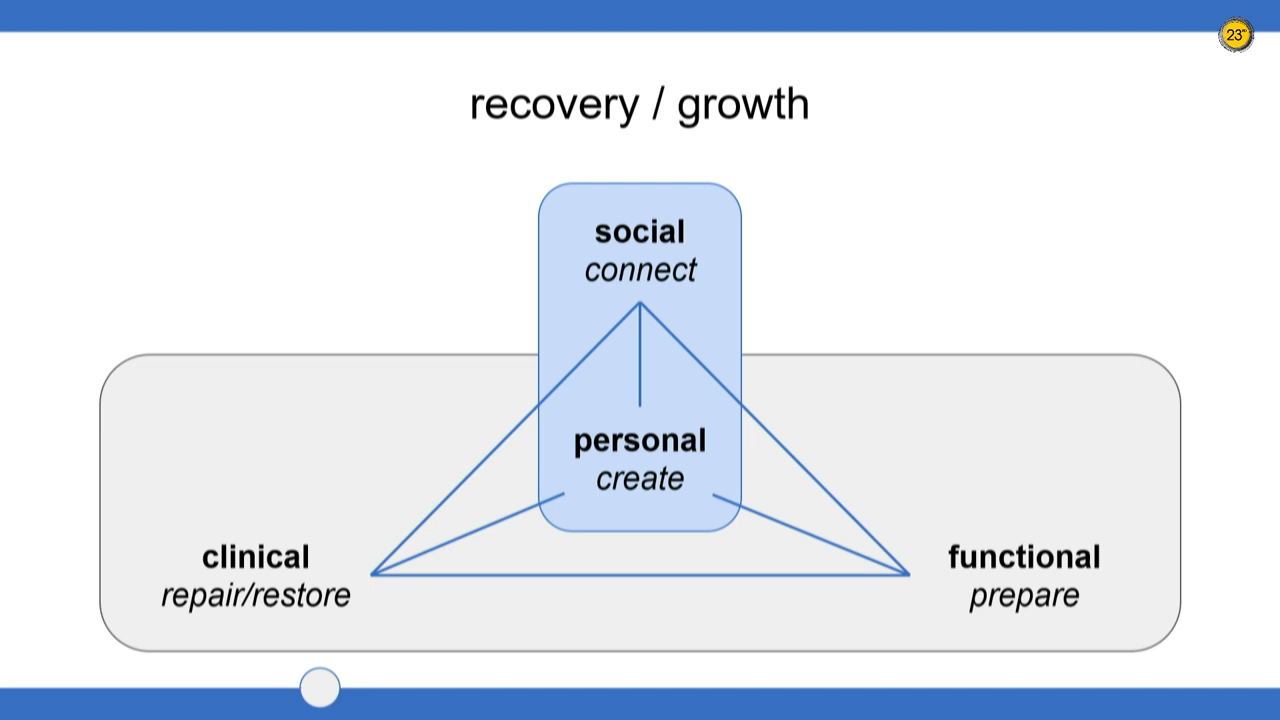 23
recovery / growth
social
connect
personal
create
clinical
repair/restore
functional
prepare